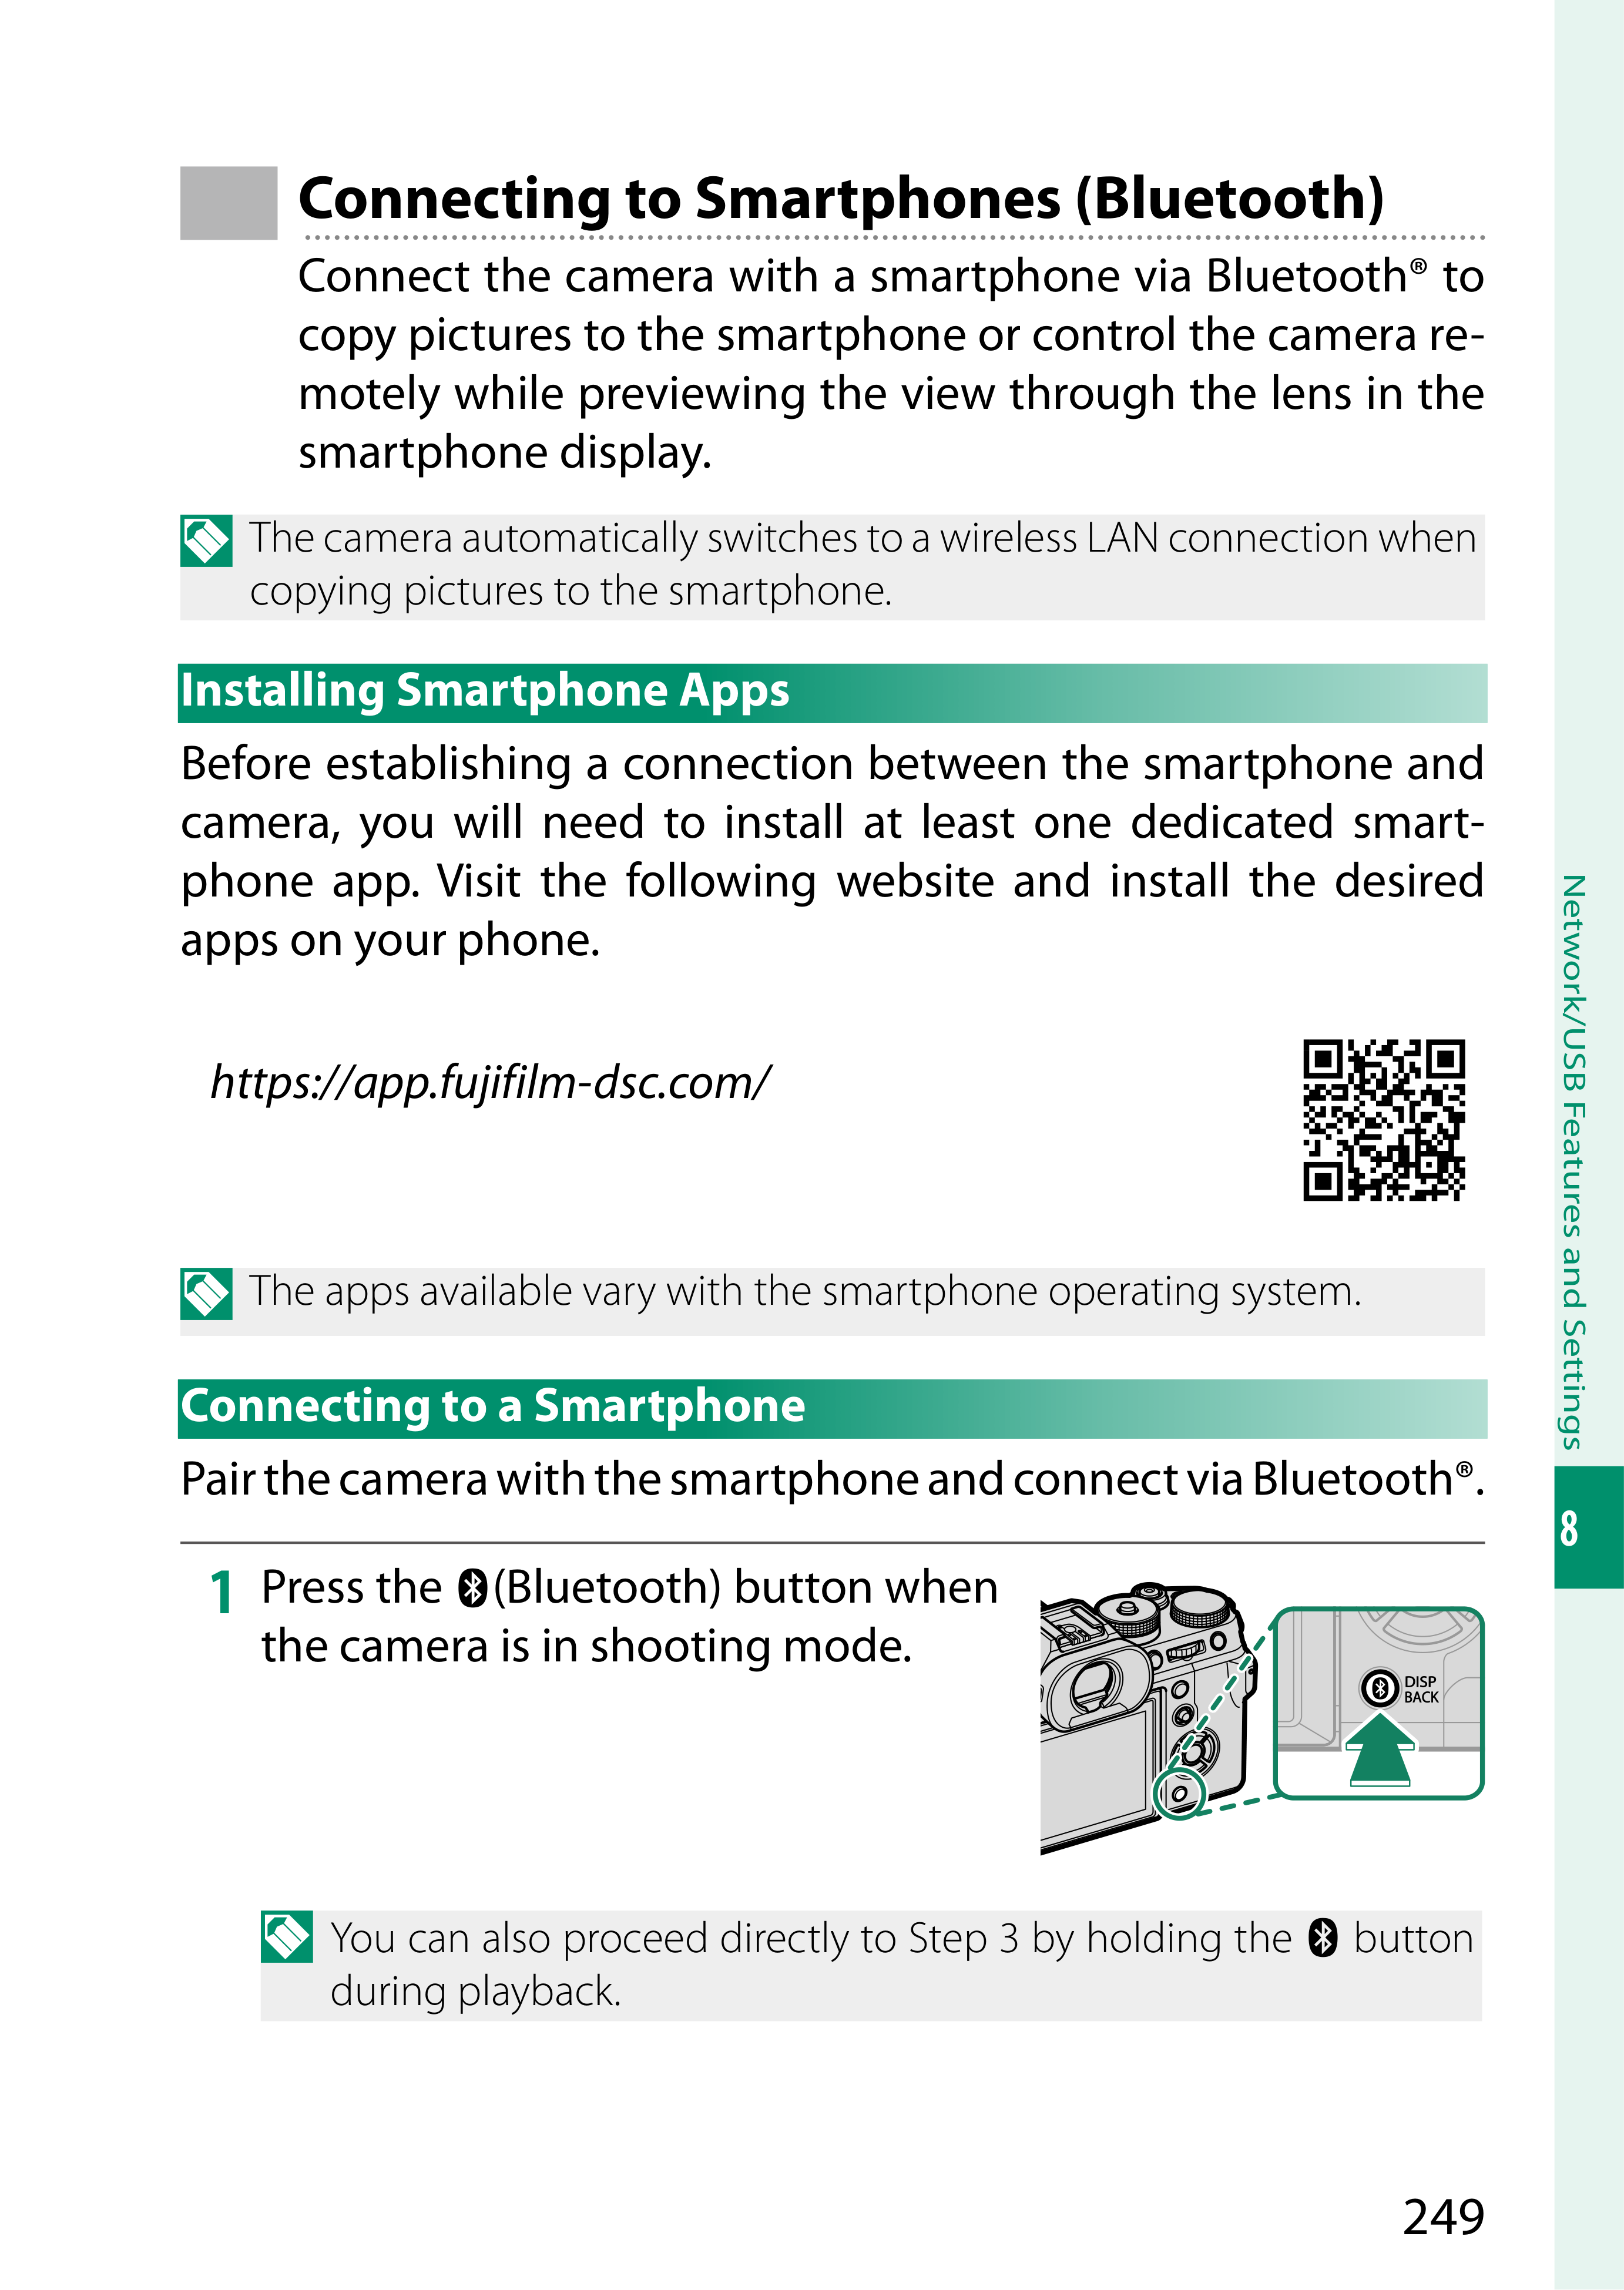 Connecting to Smartphones (Bluetooth)
Connect the camera with a smartphone via Bluetooth® to
copy pictures to the smartphone or control the camera re-
motely while previewing the view through the lens in the
smartphone display.
The camera automatically switches to a wireless LAN connection when
copying pictures to the smartphone.
Installing Smartphone Apps
Before establishing a connection between the smartphone and
camera, you will need to install at least one dedicated smart-
phone app. Visit the following website and install the desired
apps on your phone.
https://app.fujifilm-dsc.com/
The apps available vary with the smartphone operating system.
Connecting to a Smartphone
Pair the camera with the smartphone and connect via Bluetooth®.
1 Press the (Bluetooth) button when
the camera is in shooting mode.
DISP
BACK
You can also proceed directly to Step 3 by holding the button
during playback.
Network/USB Features and Settings
8
249